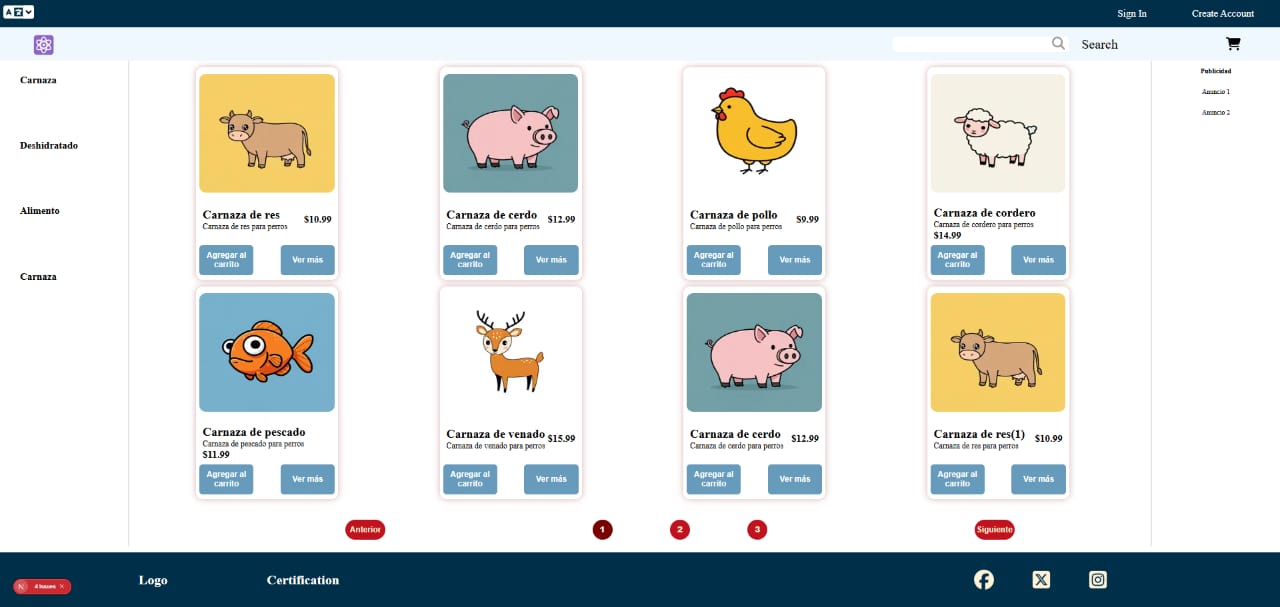 Sign In
Create Account
Search
Carnaza
Deshidratado
Alimento
Carnaza
Carnaza de res
Carnaza de res para perros
$10.99
Agregar al
carrito
Ver más
Carnaza de cerdo
Carnaza de cerdo para perros
$12.99
Agregar al
carrito
Ver más
Carnaza de pollo
Carnaza de pollo para perros
$9.99
Agregar al
carrito
Ver más
Carnaza de cordero
Carnaza de cordero para perros
$14.99
Agregar al
carrito
Ver más
Carnaza de pescado
Carnaza de pescado para perros
$11.99
Agregar al
carrito
Ver más
Carnaza de venado
Carnaza de venado para perros
$15.99
Agregar al
carrito
Ver más
Carnaza de cerdo
Carnaza de cerdo para perros
$12.99
Agregar al
carrito
Ver más
Carnaza de res(1)
Carnaza de res para perros
$10.99
Agregar al
carrito
Ver más
Publicidad
Anuncio 1
Anuncio 2
Anterior
1
2
3
Siguiente
N 4 Issues ×
Logo
Certification